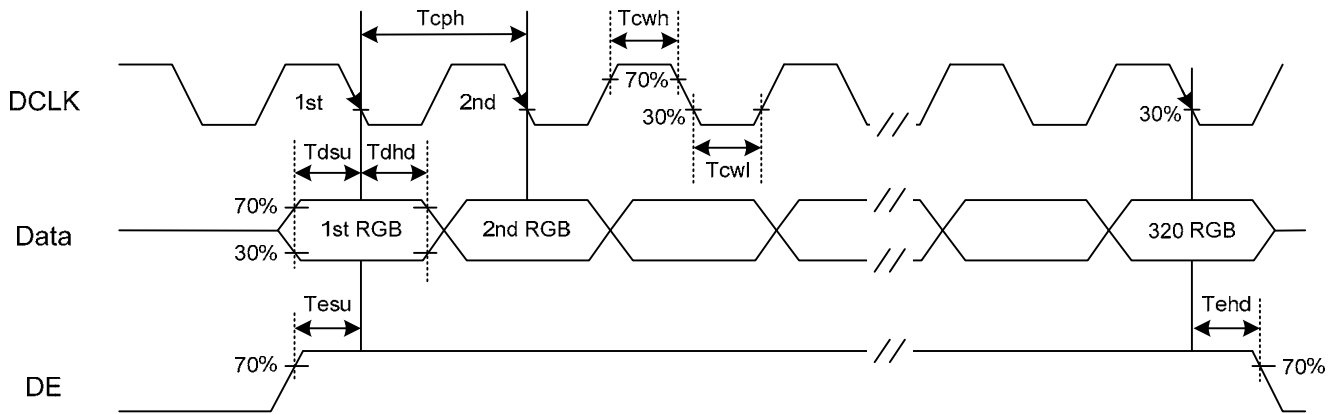 Tcph
Tcwh
DCLK
1st
2nd
70%
30%
30%
Tcwl
Tdsu
Tdhd
Data
70%
30%
1st RGB
2nd RGB
320 RGB
Tesu
Tehd
DE
70%
70%